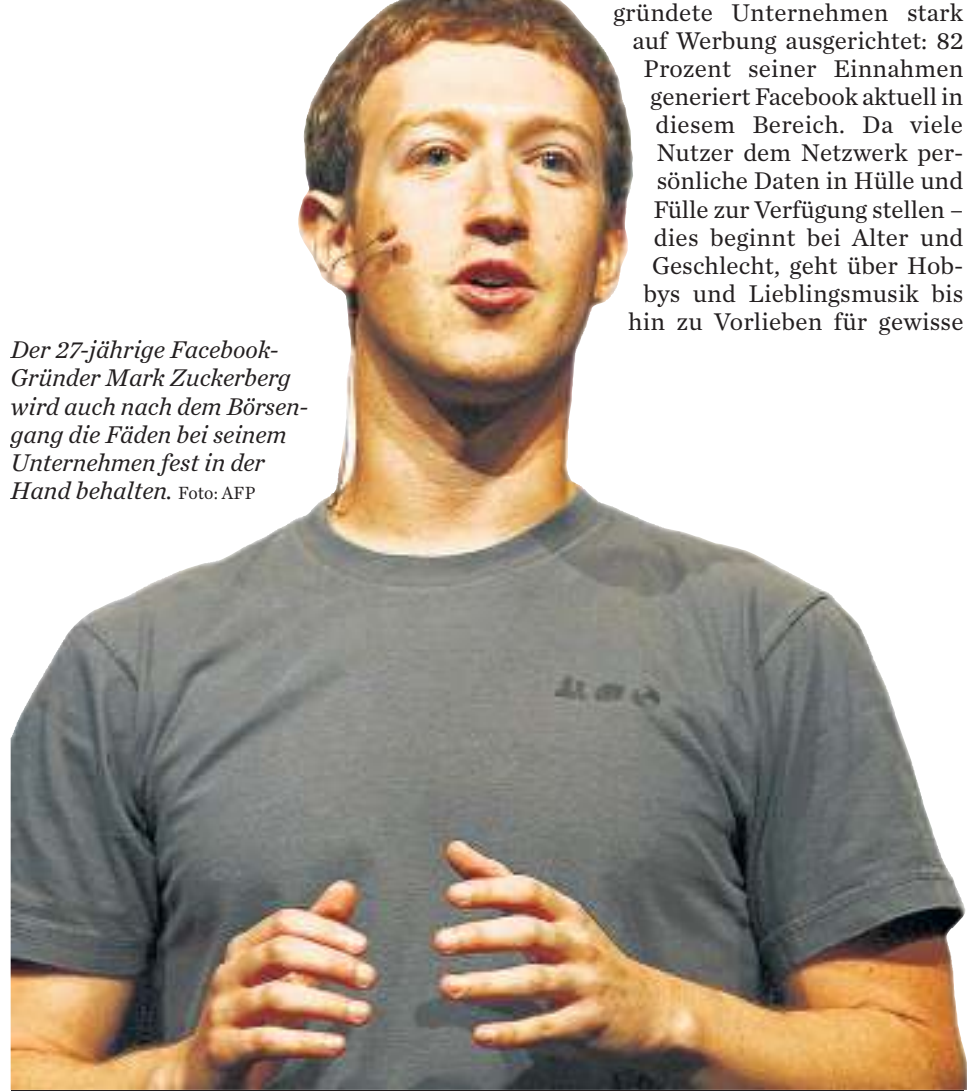 gründete Unternehmen stark
auf Werbung ausgerichtet: 82
Prozent seiner Einnahmen
generiert Facebook aktuell in
diesem Bereich. Da viele
Nutzer dem Netzwerk per-
sönliche Daten in Hülle und
Fülle zur Verfügung stellen –
dies beginnt bei Alter und
Geschlecht, geht über Hob-
bys und Lieblingsmusik bis
hin zu Vorlieben für gewisse
Der 27-jährige Facebook-
Gründer Mark Zuckerberg
wird auch nach dem Börsen-
gang die Fäden bei seinem
Unternehmen fest in der
Hand behalten. Foto: AFP